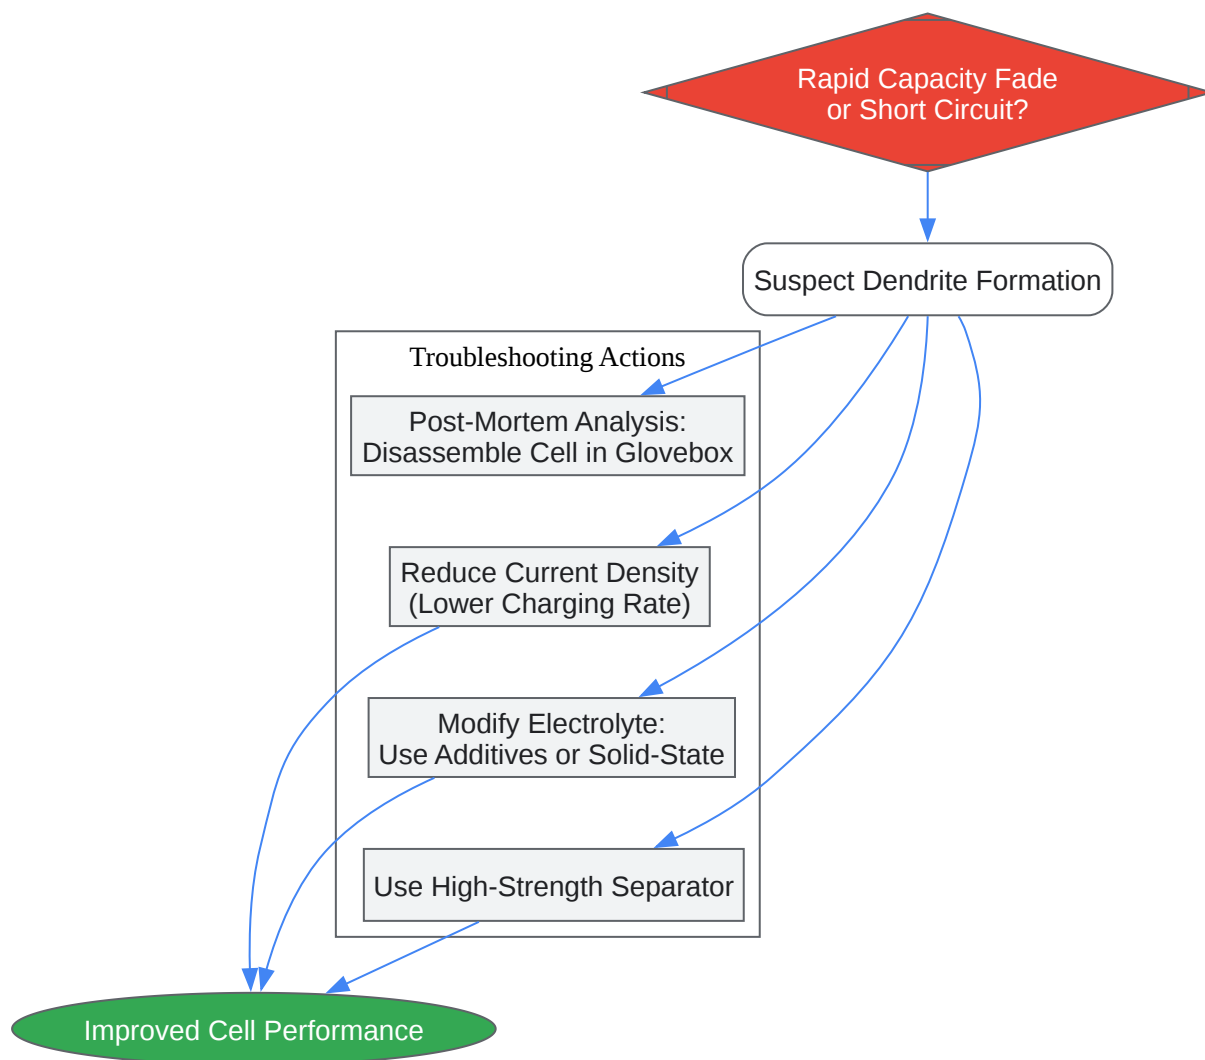 Rapid Capacity Fade
or Short Circuit?
Suspect Dendrite Formation
Troubleshooting Actions
Post-Mortem Analysis:
Disassemble Cell in Glovebox
Reduce Current Density
(Lower Charging Rate)
Modify Electrolyte:
Use Additives or Solid-State
Use High-Strength Separator
Improved Cell Performance